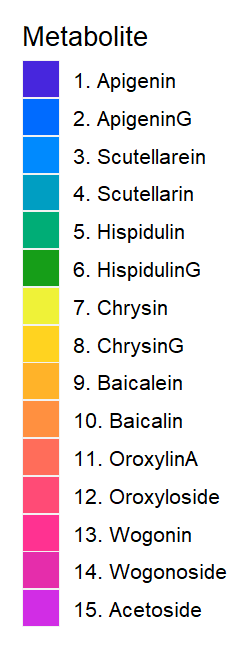 Metabolite
1. Apigenin
2. ApigeninG
3. Scutellarein
4. Scutellarin
5. Hispidulin
6. HispidulinG
7. Chrysin
8. ChrysinG
9. Baicalein
10. Baicalin
11. OroxylinA
12. Oroxyloside
13. Wogonin
14. Wogonoside
15. Acetoside